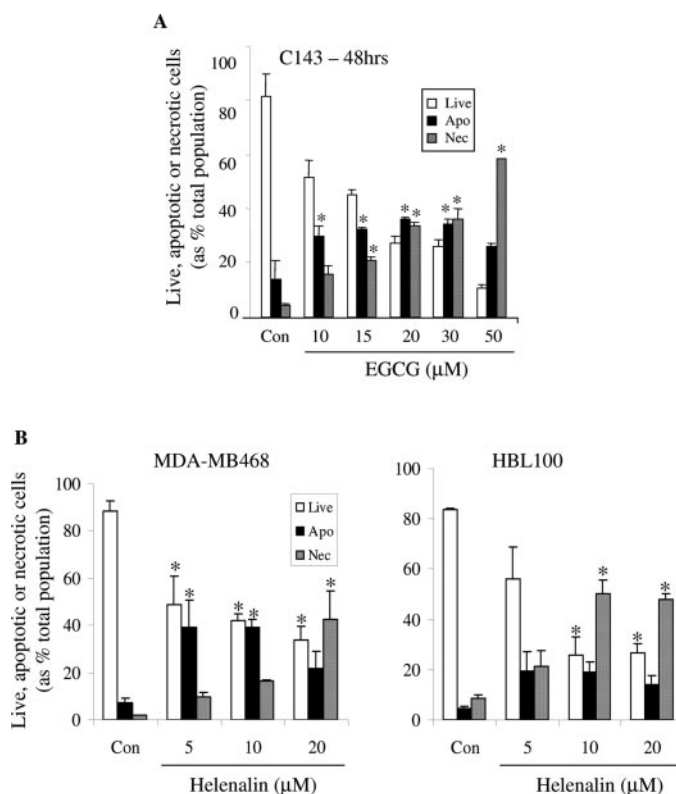 A
C143 – 48hrs
Live, apoptotic or necrotic cells
(as % total population)
100
80
60
40
20
0
Live
Apo
Nec
* * * * * * * *
Con 10 15 20 30 50
EGCG (μM)
B
MDA-MB468
Live, apoptotic or necrotic cells
(as % total population)
100
80
60
40
20
0
Live
Apo
Nec
* * * * * *
Con 5 10 20
Helenalin (μM)
HBL100
100
80
60
40
20
0
* * * *
Con 5 10 20
Helenalin (μM)